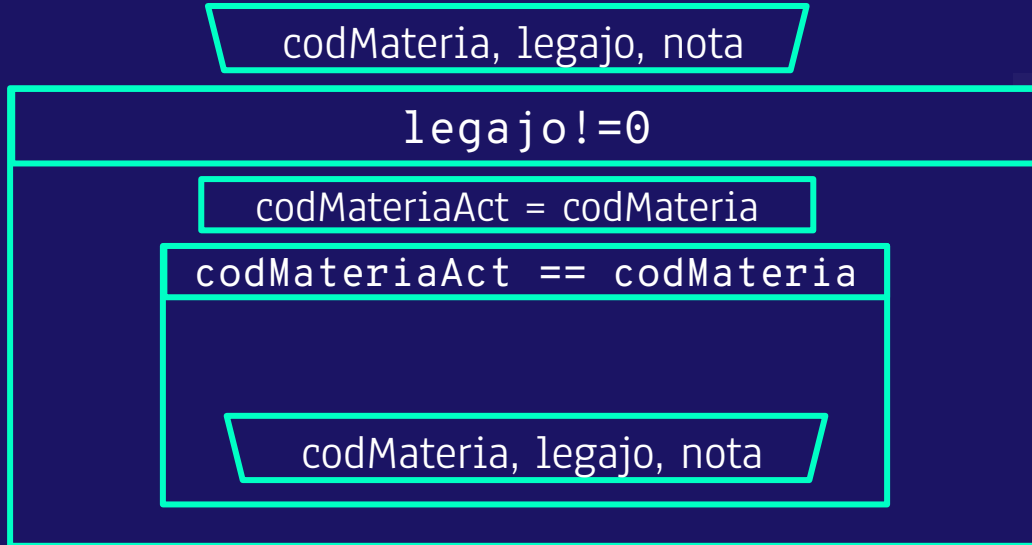 codMateria, legajo, nota
legajo!=0
codMateriaAct = codMateria
codMateriaAct == codMateria
codMateria, legajo, nota